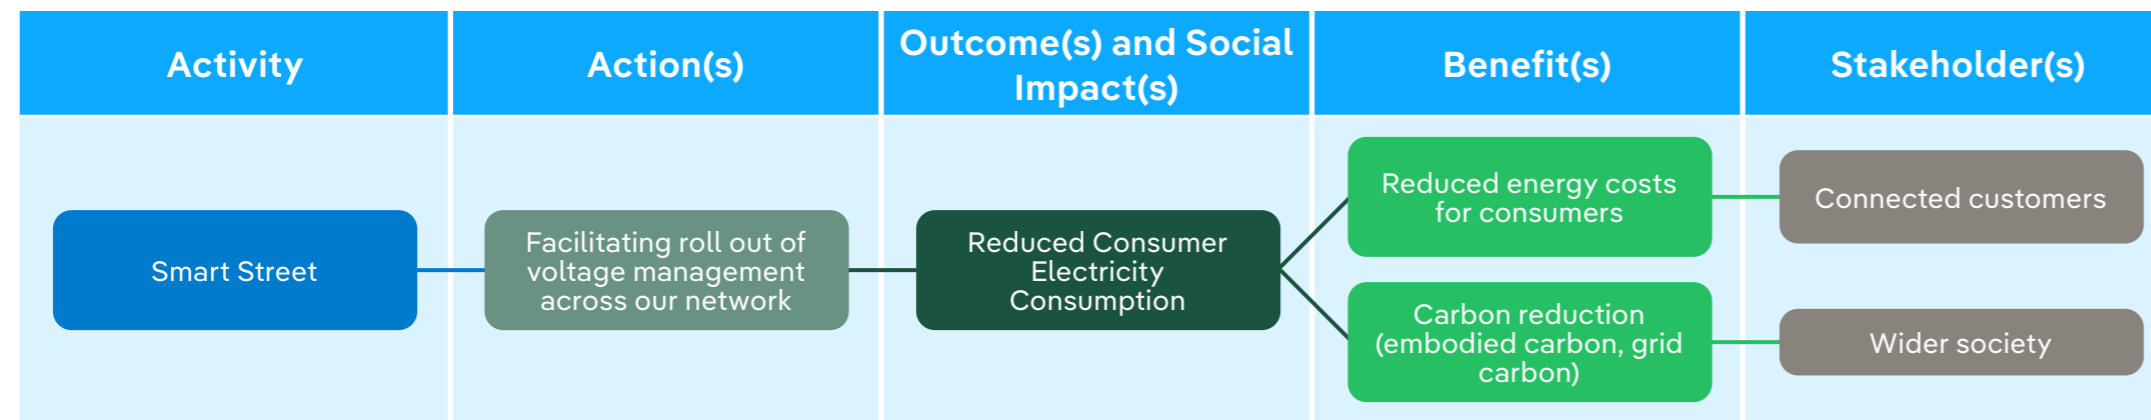 Activity
Action(s)
Outcome(s) and Social
Impact(s)
Benefit(s)
Stakeholder(s)
Smart Street
Facilitating roll out of
voltage management
across our network
Reduced Consumer
Electricity
Consumption
Reduced energy costs
for consumers
Carbon reduction
(embodied carbon, grid
carbon)
Connected customers
Wider society